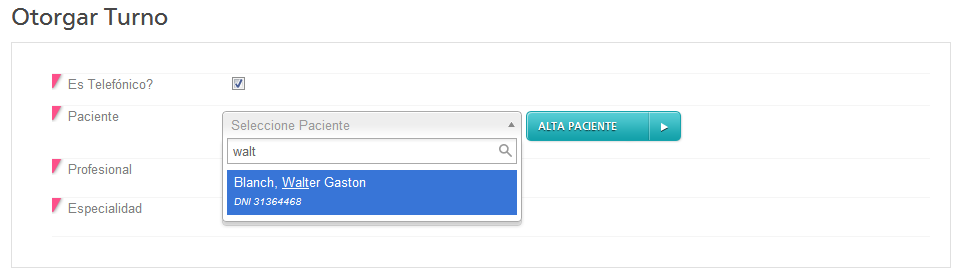 Otorgar Turno
Es Telefónico?
Paciente
Seleccione Paciente
ALTA PACIENTE
walt
Blanch, Walter Gaston
DNI 31364468
Profesional
Especialidad